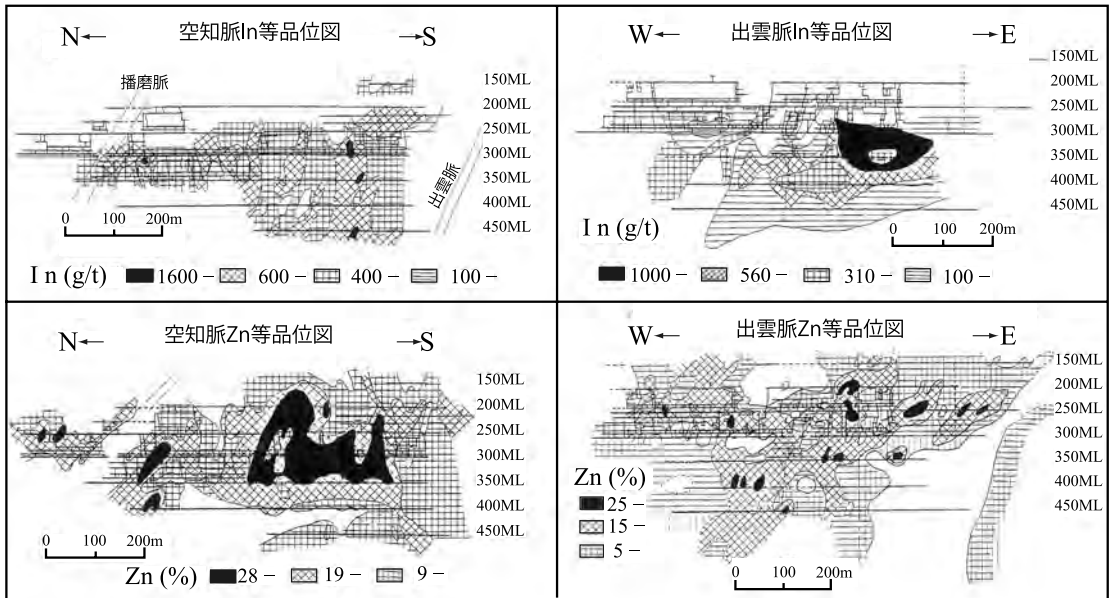 空知脈In等品位図
N← →S
播磨脈
150ML
200ML
250ML
300ML
350ML
400ML
450ML
出雲脈
0 100 200m
I n (g/t) 1600 – 600 – 400 – 100 –
出雲脈In等品位図
W← →E
150ML
200ML
250ML
300ML
350ML
400ML
450ML
0 100 200m
I n (g/t)
1000 – 560 – 310 – 100 –
空知脈Zn等品位図
N← →S
150ML
200ML
250ML
300ML
350ML
400ML
450ML
0 100 200m
Zn (%) 28 – 19 – 9 –
出雲脈Zn等品位図
W← →E
150ML
200ML
250ML
300ML
350ML
400ML
450ML
Zn (%)
25 –
15 –
5 –
0 100 200m